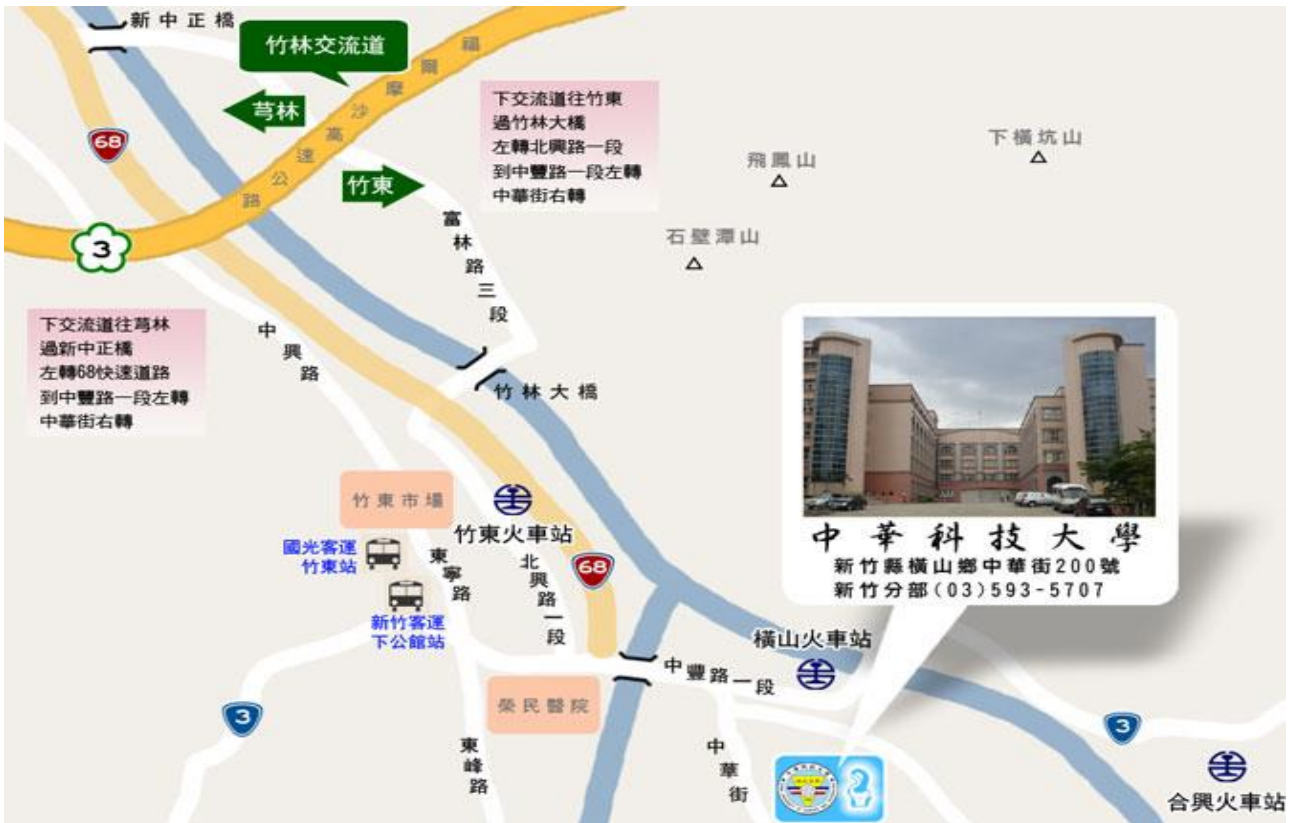 新中正橋
竹林交流道
福爾摩沙高速公路
芎林
68
竹東
下交流道往竹東
過竹林大橋
左轉北興路一段
到中豐路一段左轉
中華街右轉
飛鳳山
下橫坑山
石壁潭山
3
富林路三段
下交流道往芎林
過新中正橋
左轉68快速道路
到中豐路一段左轉
中華街右轉
中興路
竹林大橋
竹東市場
竹東火車站
國光客運
竹東站
新竹客運
下公館站
東寧路
北興路一段
68
中華科技大學
新竹縣橫山鄉中華街200號
新竹分部(03)593-5707
橫山火車站
中豐路一段
榮民醫院
3
東峰路
中華街
3
合興火車站